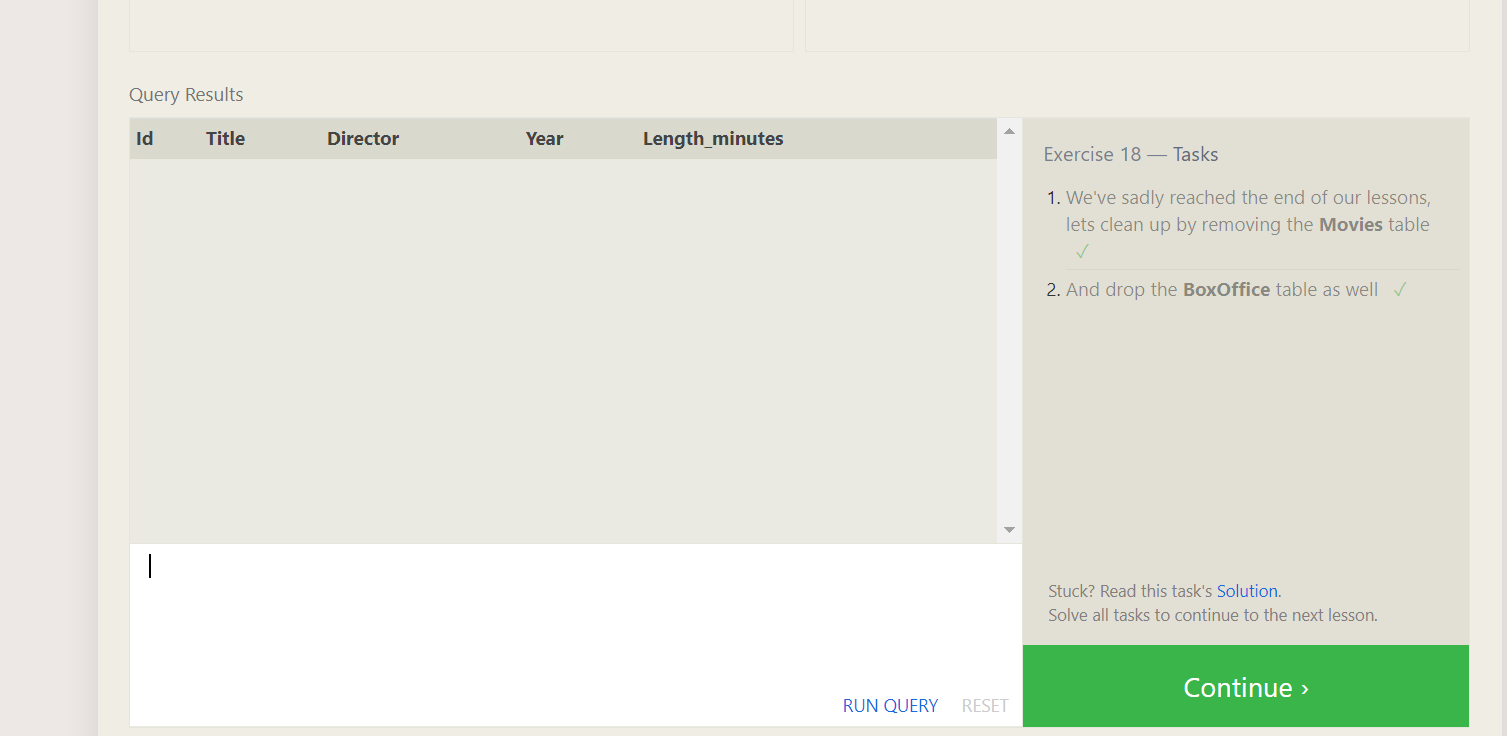 Query Results
Id Title Director Year Length_minutes
Exercise 18 — Tasks
1. We've sadly reached the end of our lessons,
lets clean up by removing the Movies table
✓
2. And drop the BoxOffice table as well ✓
Stuck? Read this task's Solution.
Solve all tasks to continue to the next lesson.
RUN QUERY RESET
Continue ›